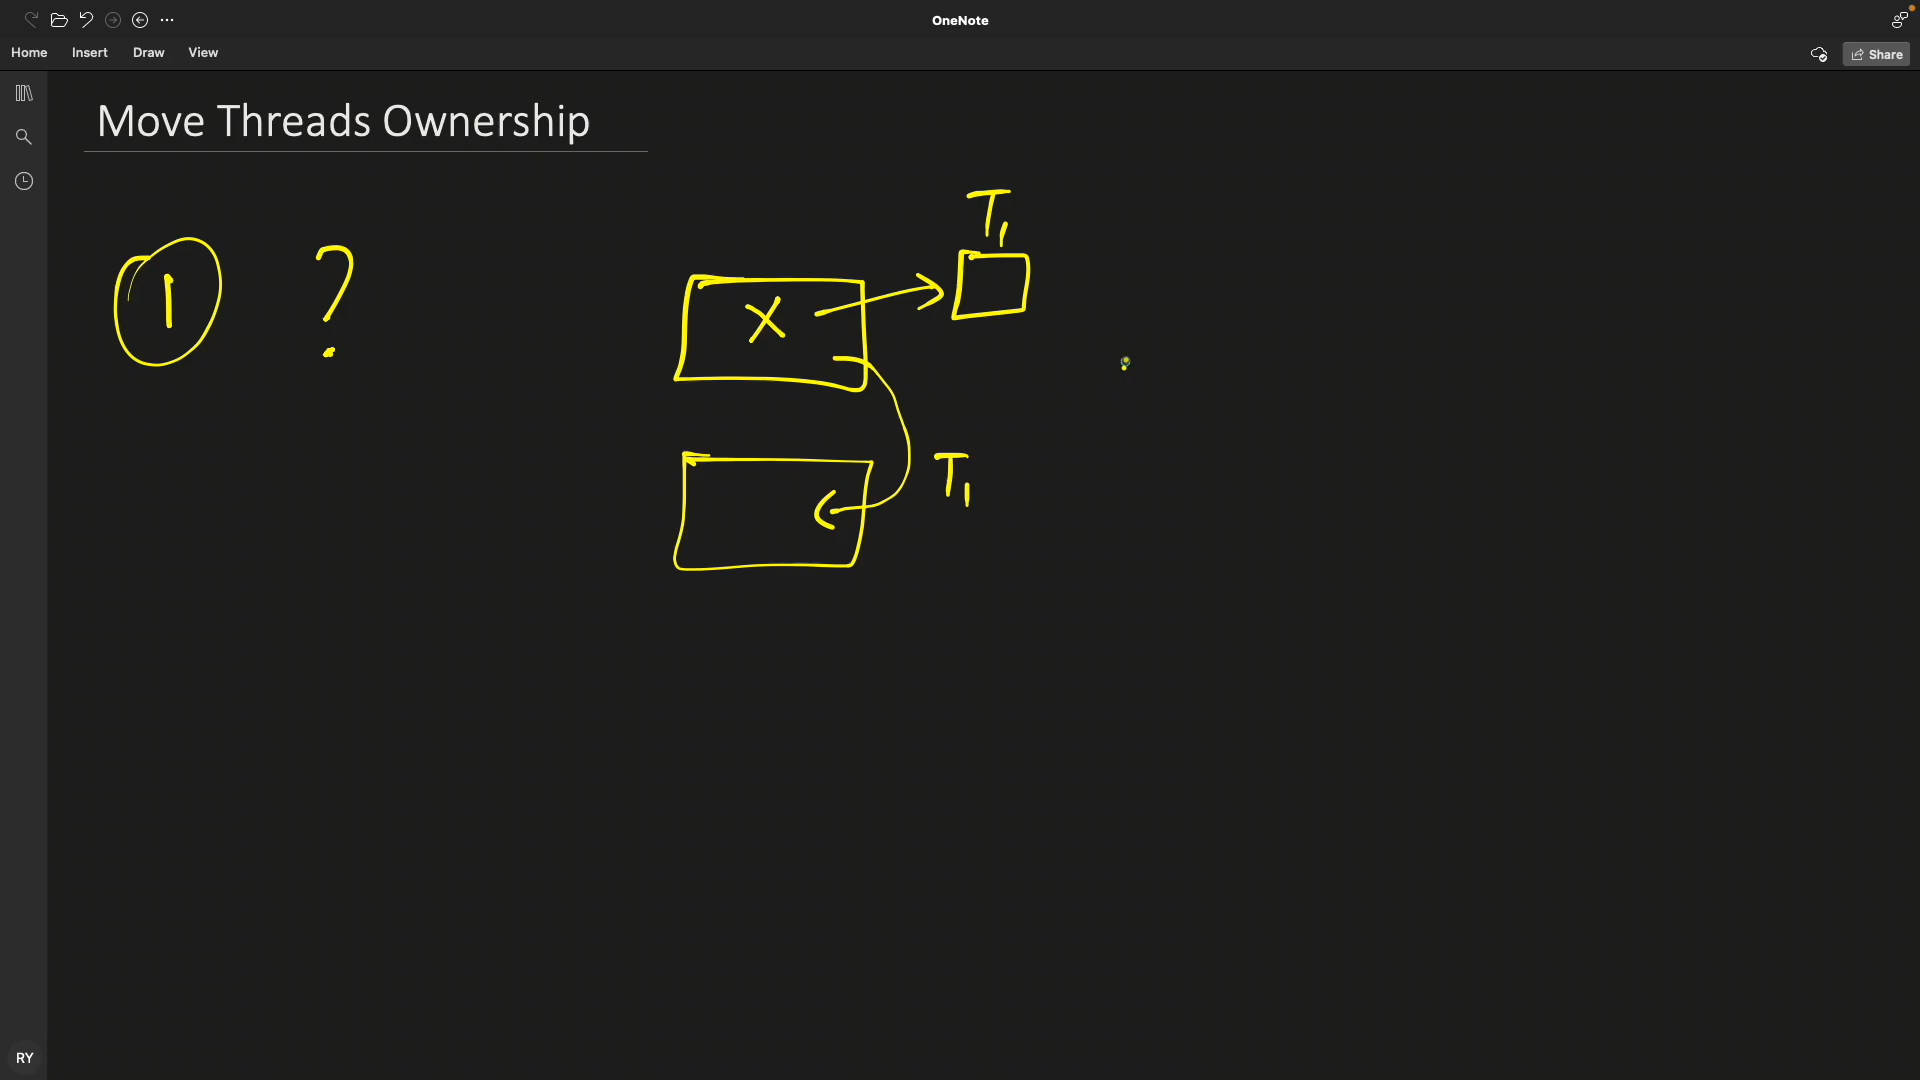 OneNote
Home Insert Draw View
Share
Move Threads Ownership
T1
1 ?
X
T1
RY